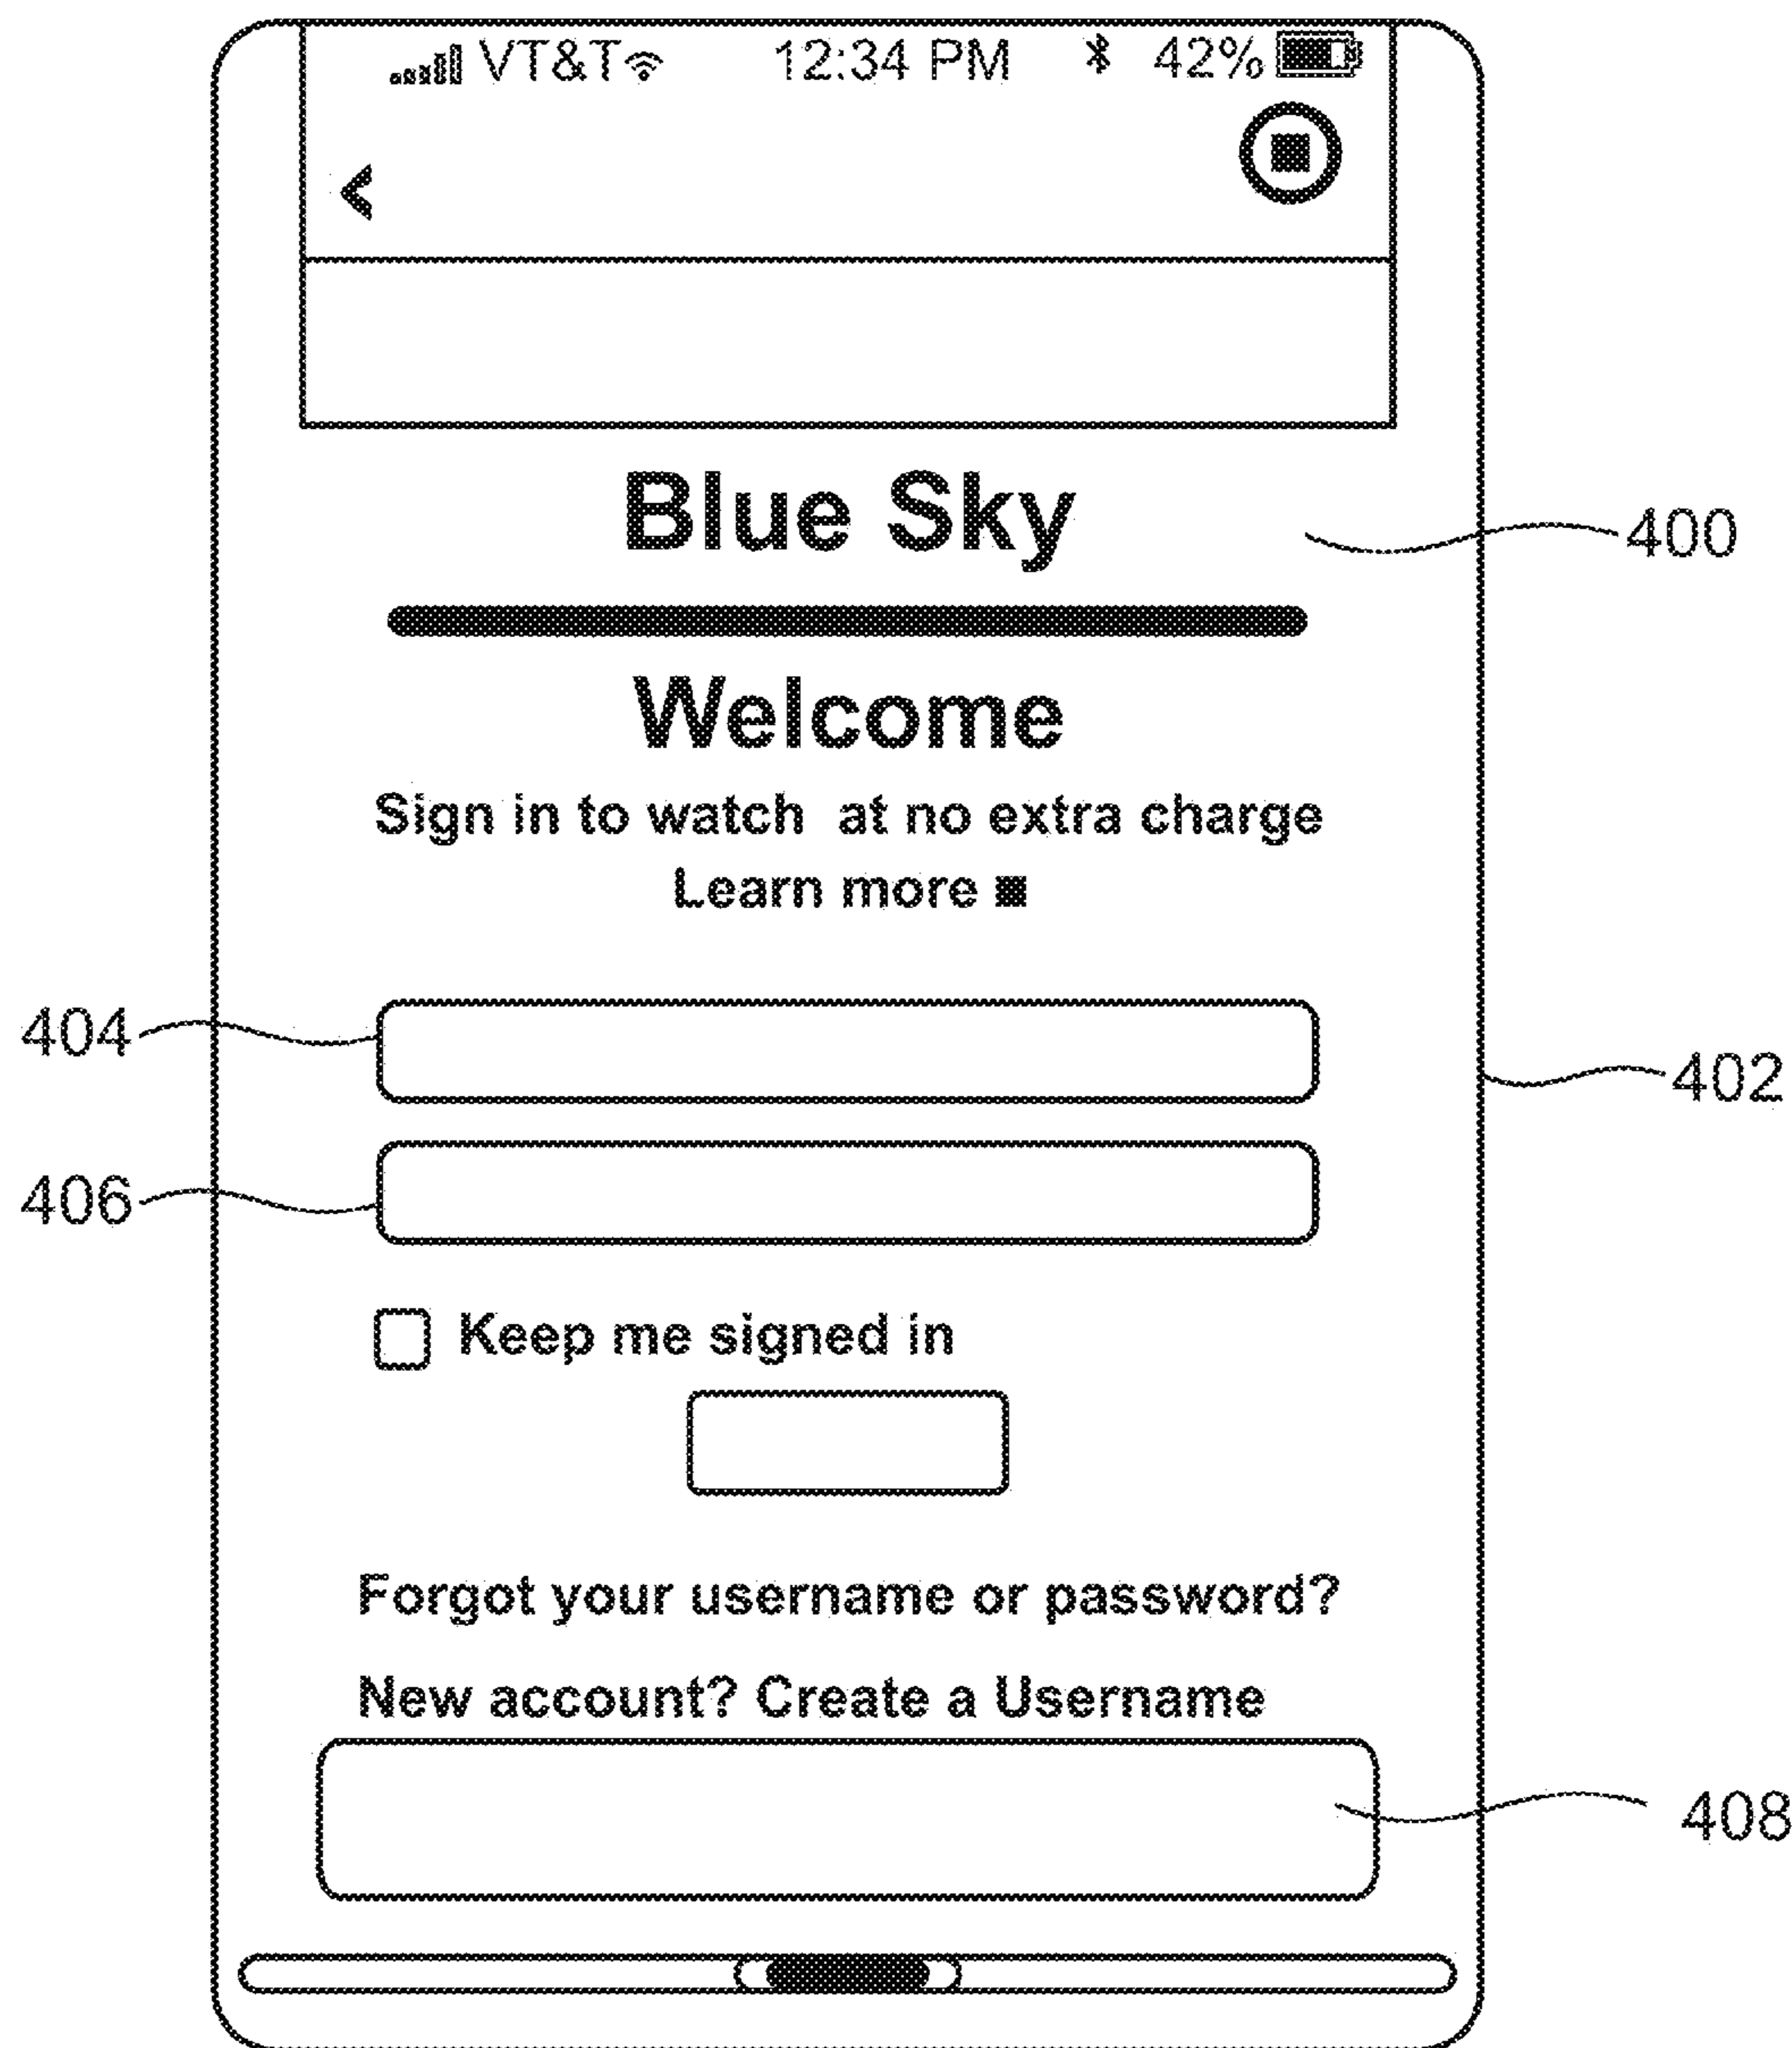 VT&T 12:34 PM 42%
<
Blue Sky
400
Welcome
Sign in to watch at no extra charge
Learn more
404
402
406
Keep me signed in
Forgot your username or password?
New account? Create a Username
408